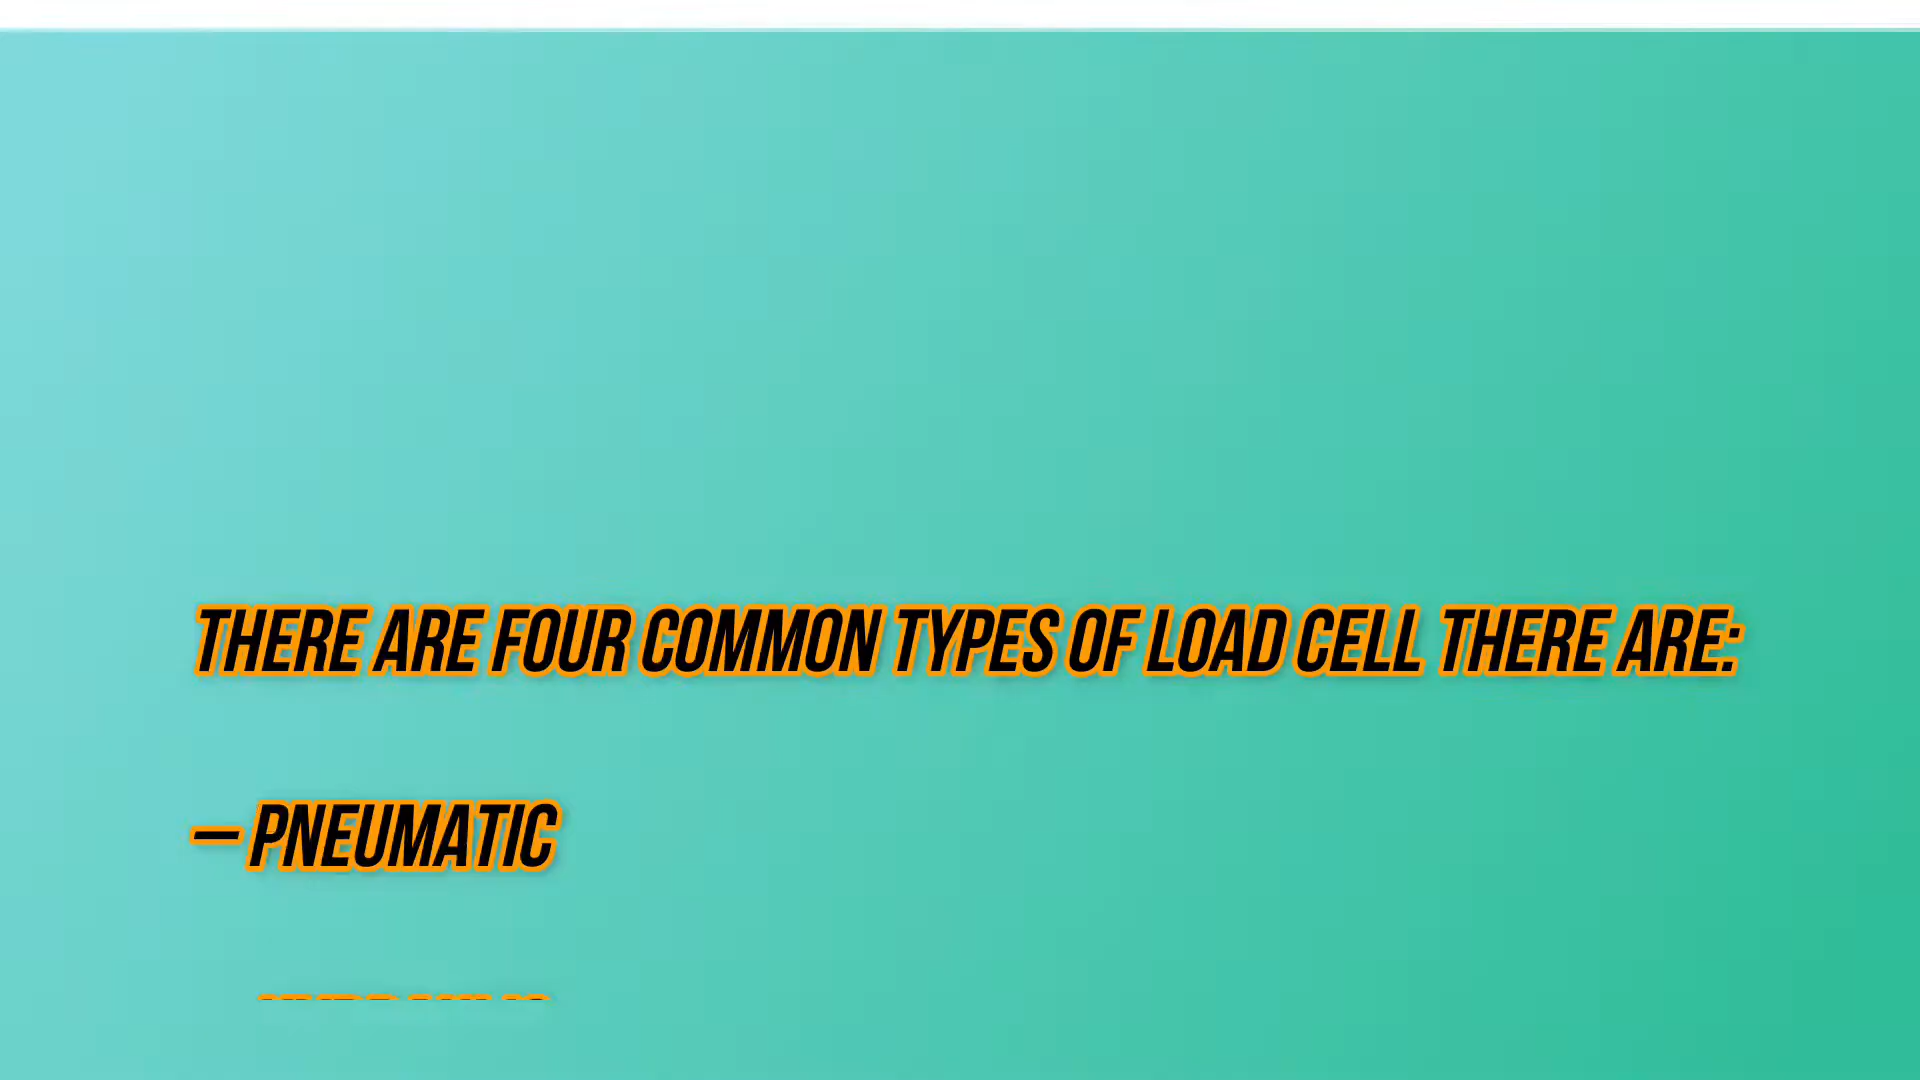 THERE ARE FOUR COMMON TYPES OF LOAD CELL THERE ARE:
– PNEUMATIC